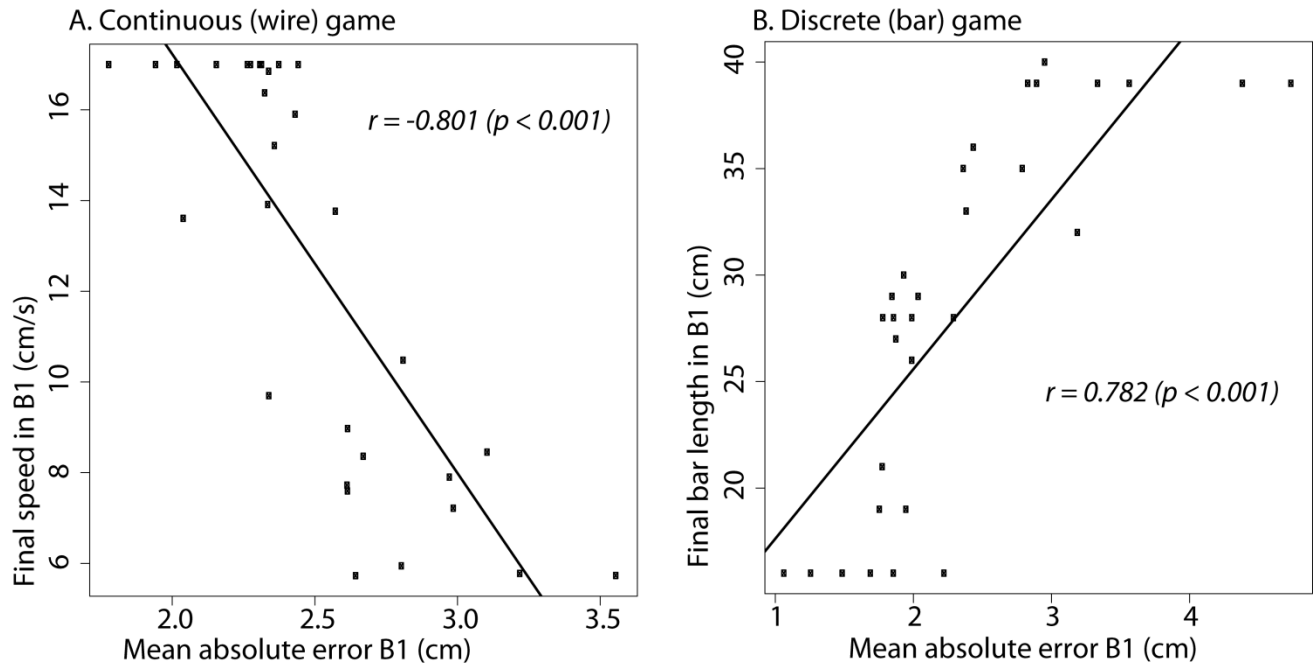 A. Continuous (wire) game
Final speed in B1 (cm/s)
16
14
12
10
8
6
r = -0.801 (p < 0.001)
2.0 2.5 3.0 3.5
Mean absolute error B1 (cm)
B. Discrete (bar) game
Final bar length in B1 (cm)
40
35
30
25
20
r = 0.782 (p < 0.001)
1 2 3 4
Mean absolute error B1 (cm)